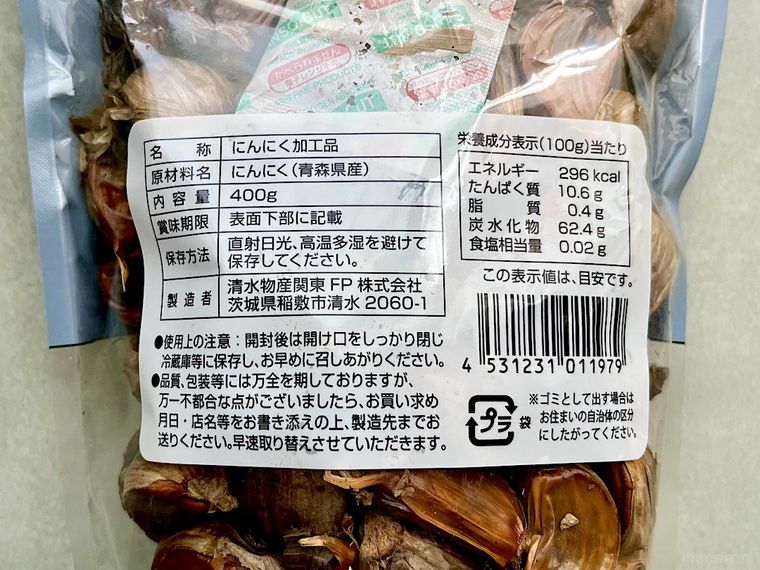 たべられません
電子レンジ不可
名称 にんにく加工品
原材料名 にんにく(青森県産)
内容量 400g
賞味期限 表面下部に記載
保存方法 直射日光、高温多湿を避けて
保存してください。
製造者 清水物産関東FP株式会社
茨城県稲敷市清水2060-1
栄養成分表示(100g)当たり
エネルギー 296 kcal
たんぱく質 10.6 g
脂質 0.4 g
炭水化物 62.4 g
食塩相当量 0.02 g
この表示値は、目安です。
●使用上の注意：開封後は開け口をしっかり閉じ
冷蔵庫等に保存し、お早めに召しあがりください。
●品質、包装等には万全を期しておりますが、
万一不都合な点がございましたら、お買い求め
月日・店名等をお書き添えの上、製造先までお
送りください。早速取り替えさせていただきます。
4 531231 011979
プラ
袋
※ゴミとして出す場合は
お住まいの自治体の区分
にしたがってください。
macaroni